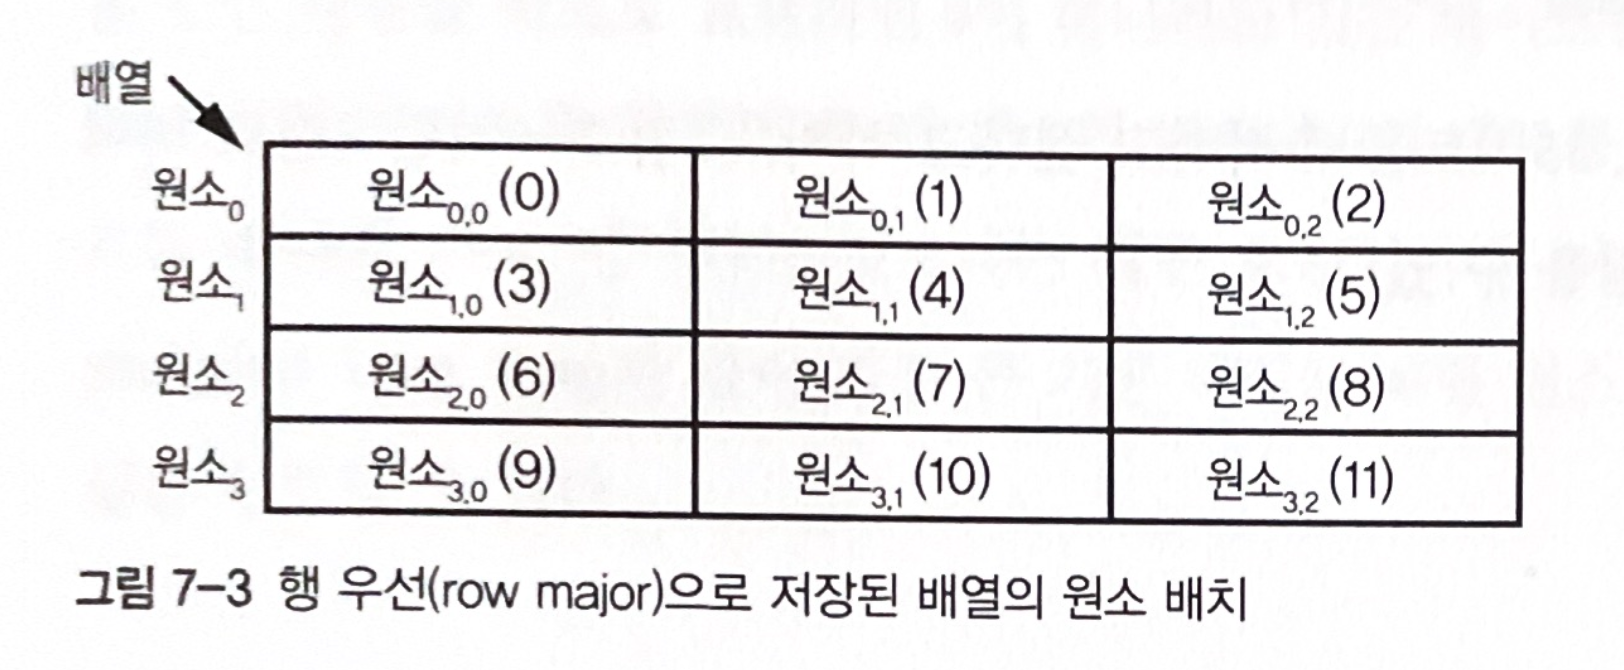 배열
원소0 원소0,0 (0) 원소0,1 (1) 원소0,2 (2)
원소1 원소1,0 (3) 원소1,1 (4) 원소1,2 (5)
원소2 원소2,0 (6) 원소2,1 (7) 원소2,2 (8)
원소3 원소3,0 (9) 원소3,1 (10) 원소3,2 (11)
그림 7-3 행 우선(row major)으로 저장된 배열의 원소 배치